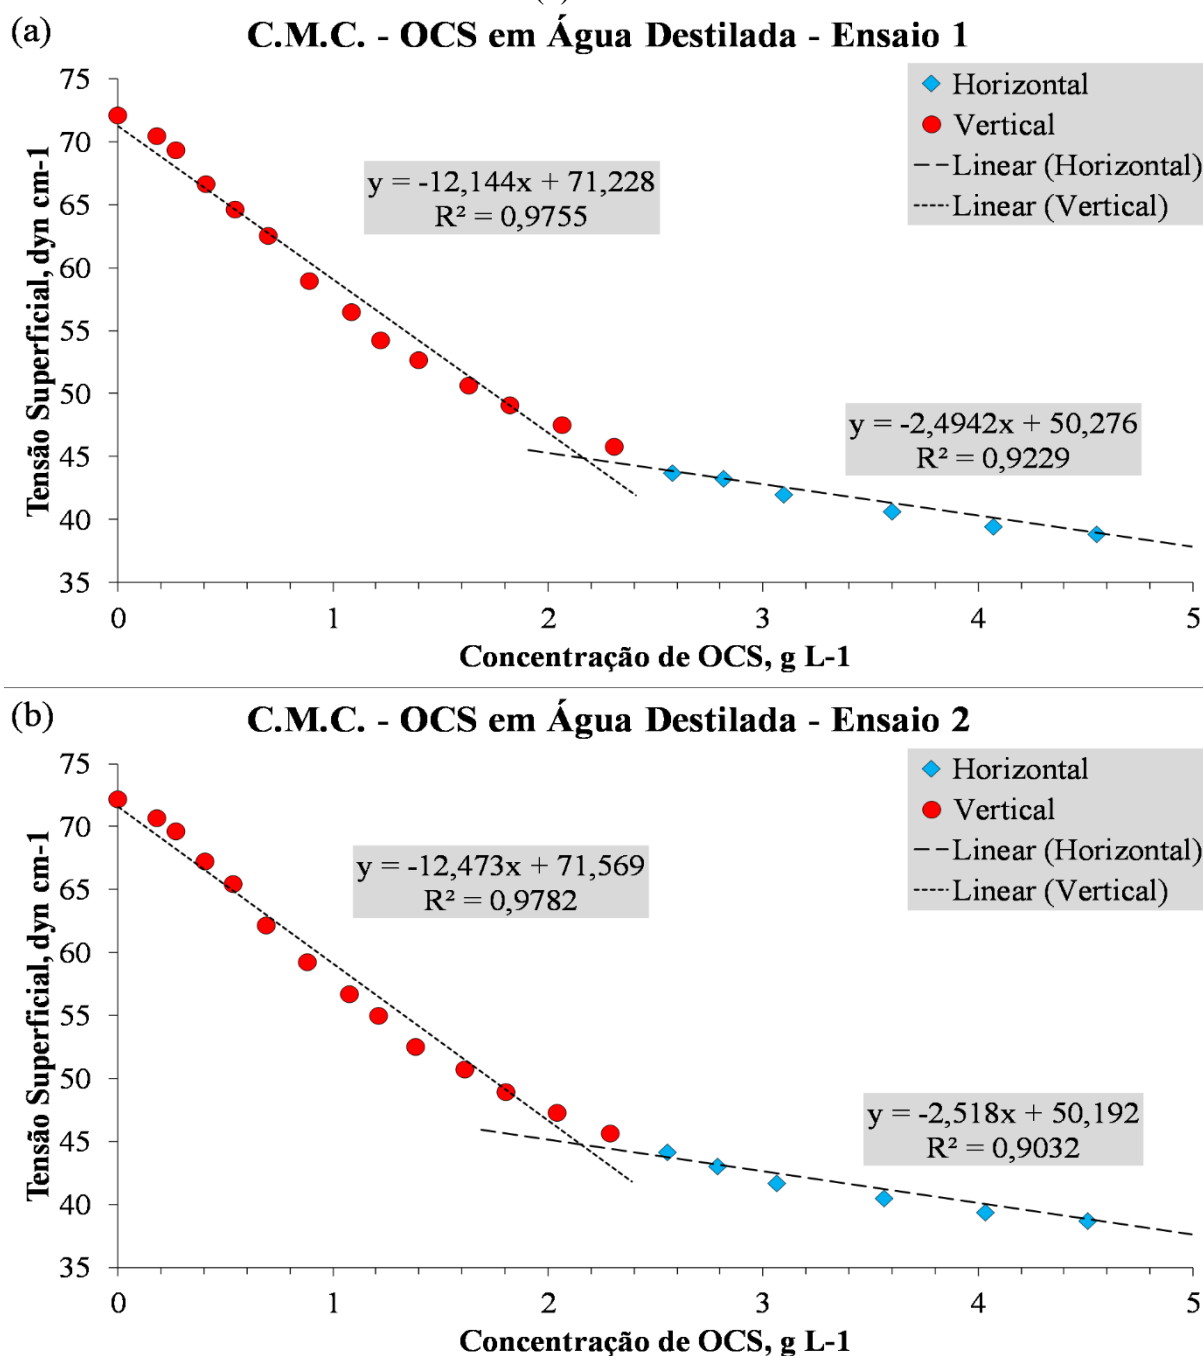 (a)
C.M.C. - OCS em Água Destilada - Ensaio 1
Horizontal
Vertical
Linear (Horizontal)
Linear (Vertical)
y = -12,144x + 71,228
R² = 0,9755
y = -2,4942x + 50,276
R² = 0,9229
Tensão Superficial, dyn cm-1
75
70
65
60
55
50
45
40
35
0 1 2 3 4 5
Concentração de OCS, g L-1
(b)
C.M.C. - OCS em Água Destilada - Ensaio 2
Horizontal
Vertical
Linear (Horizontal)
Linear (Vertical)
y = -12,473x + 71,569
R² = 0,9782
y = -2,518x + 50,192
R² = 0,9032
Tensão Superficial, dyn cm-1
75
70
65
60
55
50
45
40
35
0 1 2 3 4 5
Concentração de OCS, g L-1